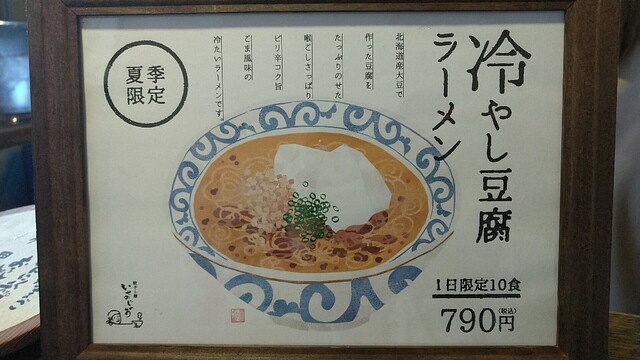 冷やし豆腐
ラーメン
北海道産大豆で
作った豆腐を
たっぷりのせた
喉ごしさっぱり
ピリ辛コク旨
ごま風味の
冷たいラーメンです。
季節
夏限定
1日限定10食
790円(税込)